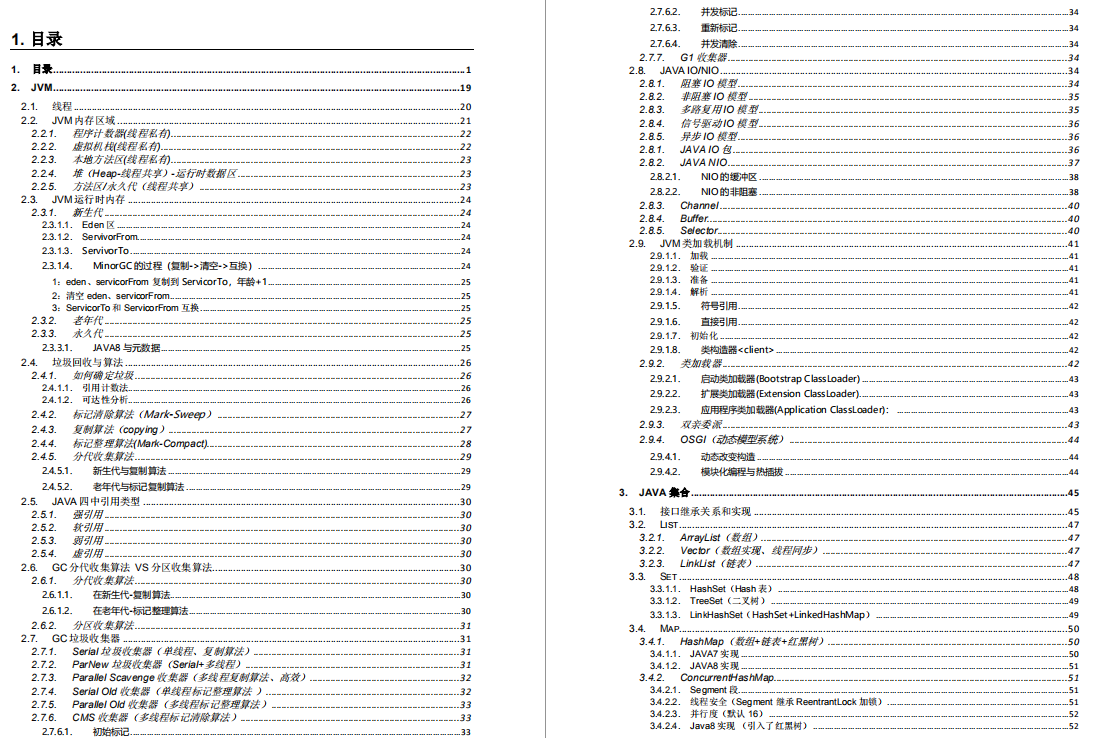 1. 目录
1. 目录 1
2. JVM 19
2.1. 线程 20
2.2. JVM 内存区域 21
2.2.1. 程序计数器(线程私有) 22
2.2.2. 虚拟机栈(线程私有) 22
2.2.3. 本地方法区(线程私有) 23
2.2.4. 堆（Heap-线程共享）-运行时数据区 23
2.2.5. 方法区/永久代（线程共享） 23
2.3. JVM 运行时内存 24
2.3.1. 新生代 24
2.3.1.1. Eden 区 24
2.3.1.2. ServivorFrom 24
2.3.1.3. ServivorTo 24
2.3.1.4. MinorGC 的过程（复制->清空->互换） 24
1：eden、servicorFrom 复制到 ServicorTo，年龄+1 25
2：清空 eden、servicorFrom 25
3：ServicorTo 和 ServicorFrom 互换 25
2.3.2. 老年代 25
2.3.3. 永久代 25
2.3.3.1. JAVA8 与元数据 25
2.4. 垃圾回收与算法 26
2.4.1. 如何确定垃圾 26
2.4.1.1. 引用计数法 26
2.4.1.2. 可达性分析 26
2.4.2. 标记清除算法（Mark-Sweep） 27
2.4.3. 复制算法（copying） 27
2.4.4. 标记整理算法(Mark-Compact) 28
2.4.5. 分代收集算法 29
2.4.5.1. 新生代与复制算法 29
2.4.5.2. 老年代与标记复制算法 29
2.5. JAVA 四中引用类型 30
2.5.1. 强引用 30
2.5.2. 软引用 30
2.5.3. 弱引用 30
2.5.4. 虚引用 30
2.6. GC 分代收集算法 VS 分区收集算法 30
2.6.1. 分代收集算法 30
2.6.1.1. 在新生代-复制算法 30
2.6.1.2. 在老年代-标记整理算法 30
2.6.2. 分区收集算法 31
2.7. GC 垃圾收集器 31
2.7.1. Serial 垃圾收集器（单线程、复制算法） 31
2.7.2. ParNew 垃圾收集器（Serial+多线程） 31
2.7.3. Parallel Scavenge 收集器（多线程复制算法、高效） 32
2.7.4. Serial Old 收集器（单线程标记整理算法 ） 32
2.7.5. Parallel Old 收集器（多线程标记整理算法） 33
2.7.6. CMS 收集器（多线程标记清除算法） 33
2.7.6.1. 初始标记 33
2.7.6.2. 并发标记 34
2.7.6.3. 重新标记 34
2.7.6.4. 并发清除 34
2.7.7. G1 收集器 34
2.8. JAVA IO/NIO 34
2.8.1. 阻塞 IO 模型 34
2.8.2. 非阻塞 IO 模型 35
2.8.3. 多路复用 IO 模型 35
2.8.4. 信号驱动 IO 模型 36
2.8.5. 异步 IO 模型 36
2.8.1. JAVA IO 包 36
2.8.2. JAVA NIO 37
2.8.2.1. NIO 的缓冲区 38
2.8.2.2. NIO 的非阻塞 38
2.8.3. Channel 40
2.8.4. Buffer 40
2.8.5. Selector 40
2.9. JVM 类加载机制 41
2.9.1.1. 加载 41
2.9.1.2. 验证 41
2.9.1.3. 准备 41
2.9.1.4. 解析 41
2.9.1.5. 符号引用 42
2.9.1.6. 直接引用 42
2.9.1.7. 初始化 42
2.9.1.8. 类构造器<client> 42
2.9.2. 类加载器 42
2.9.2.1. 启动类加载器(Bootstrap ClassLoader) 43
2.9.2.2. 扩展类加载器(Extension ClassLoader) 43
2.9.2.3. 应用程序类加载器(Application ClassLoader)： 43
2.9.3. 双亲委派 43
2.9.4. OSGI（动态模型系统） 44
2.9.4.1. 动态改变构造 44
2.9.4.2. 模块化编程与热插拔 44
3. JAVA 集合 45
3.1. 接口继承关系和实现 45
3.2. LIST 47
3.2.1. ArrayList（数组） 47
3.2.2. Vector（数组实现、线程同步） 47
3.2.3. LinkList（链表） 47
3.3. SET 48
3.3.1.1. HashSet（Hash 表） 48
3.3.1.2. TreeSet（二叉树） 49
3.3.1.3. LinkHashSet（HashSet+LinkedHashMap） 49
3.4. MAP 50
3.4.1. HashMap（数组+链表+红黑树） 50
3.4.1.1. JAVA7 实现 50
3.4.1.2. JAVA8 实现 51
3.4.2. ConcurrentHashMap 51
3.4.2.1. Segment 段 51
3.4.2.2. 线程安全（Segment 继承 ReentrantLock 加锁） 51
3.4.2.3. 并行度（默认 16） 52
3.4.2.4. Java8 实现 （引入了红黑树） 52